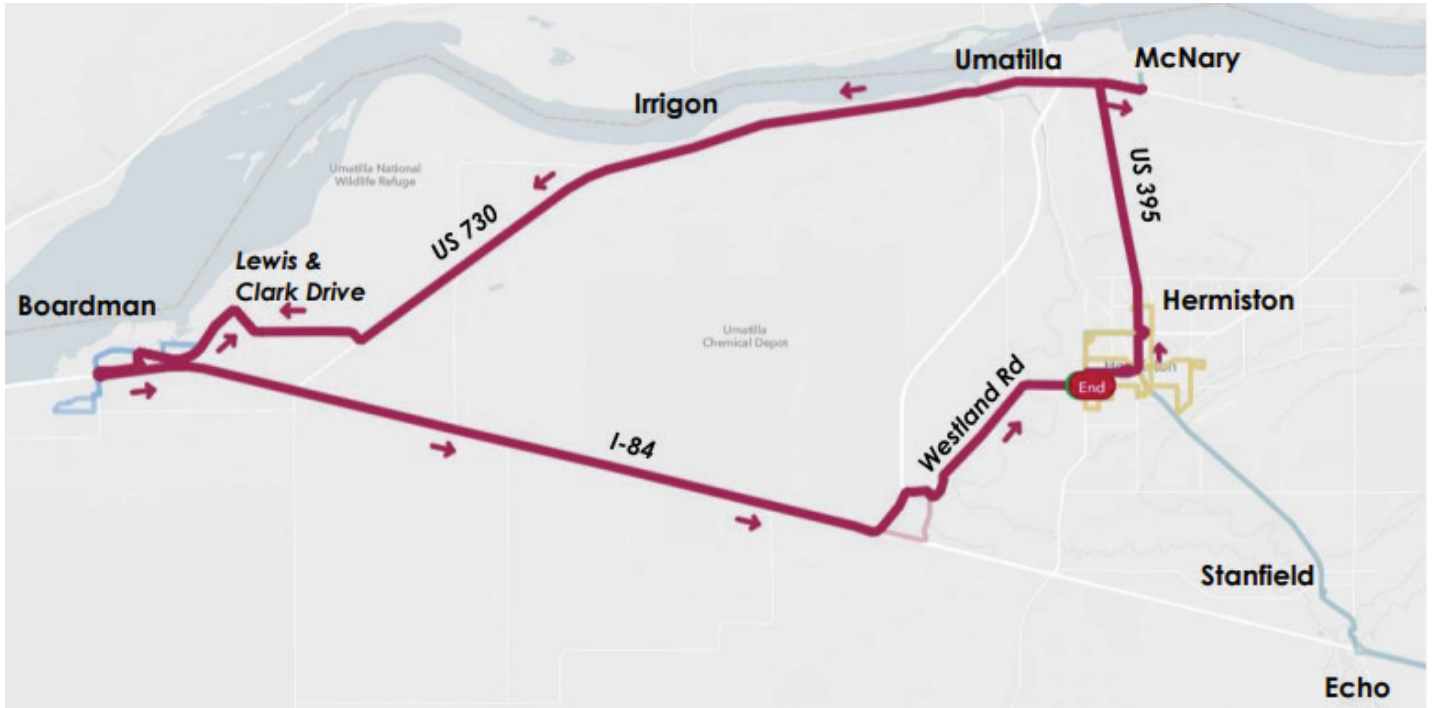 Umatilla
McNary
Irrigon
Umatilla National
Wildlife Refuge
US 395
US 730
Lewis &
Clark Drive
Boardman
Hermiston
Umatilla
Chemical Depot
End
Westland Rd
I-84
Stanfield
Echo